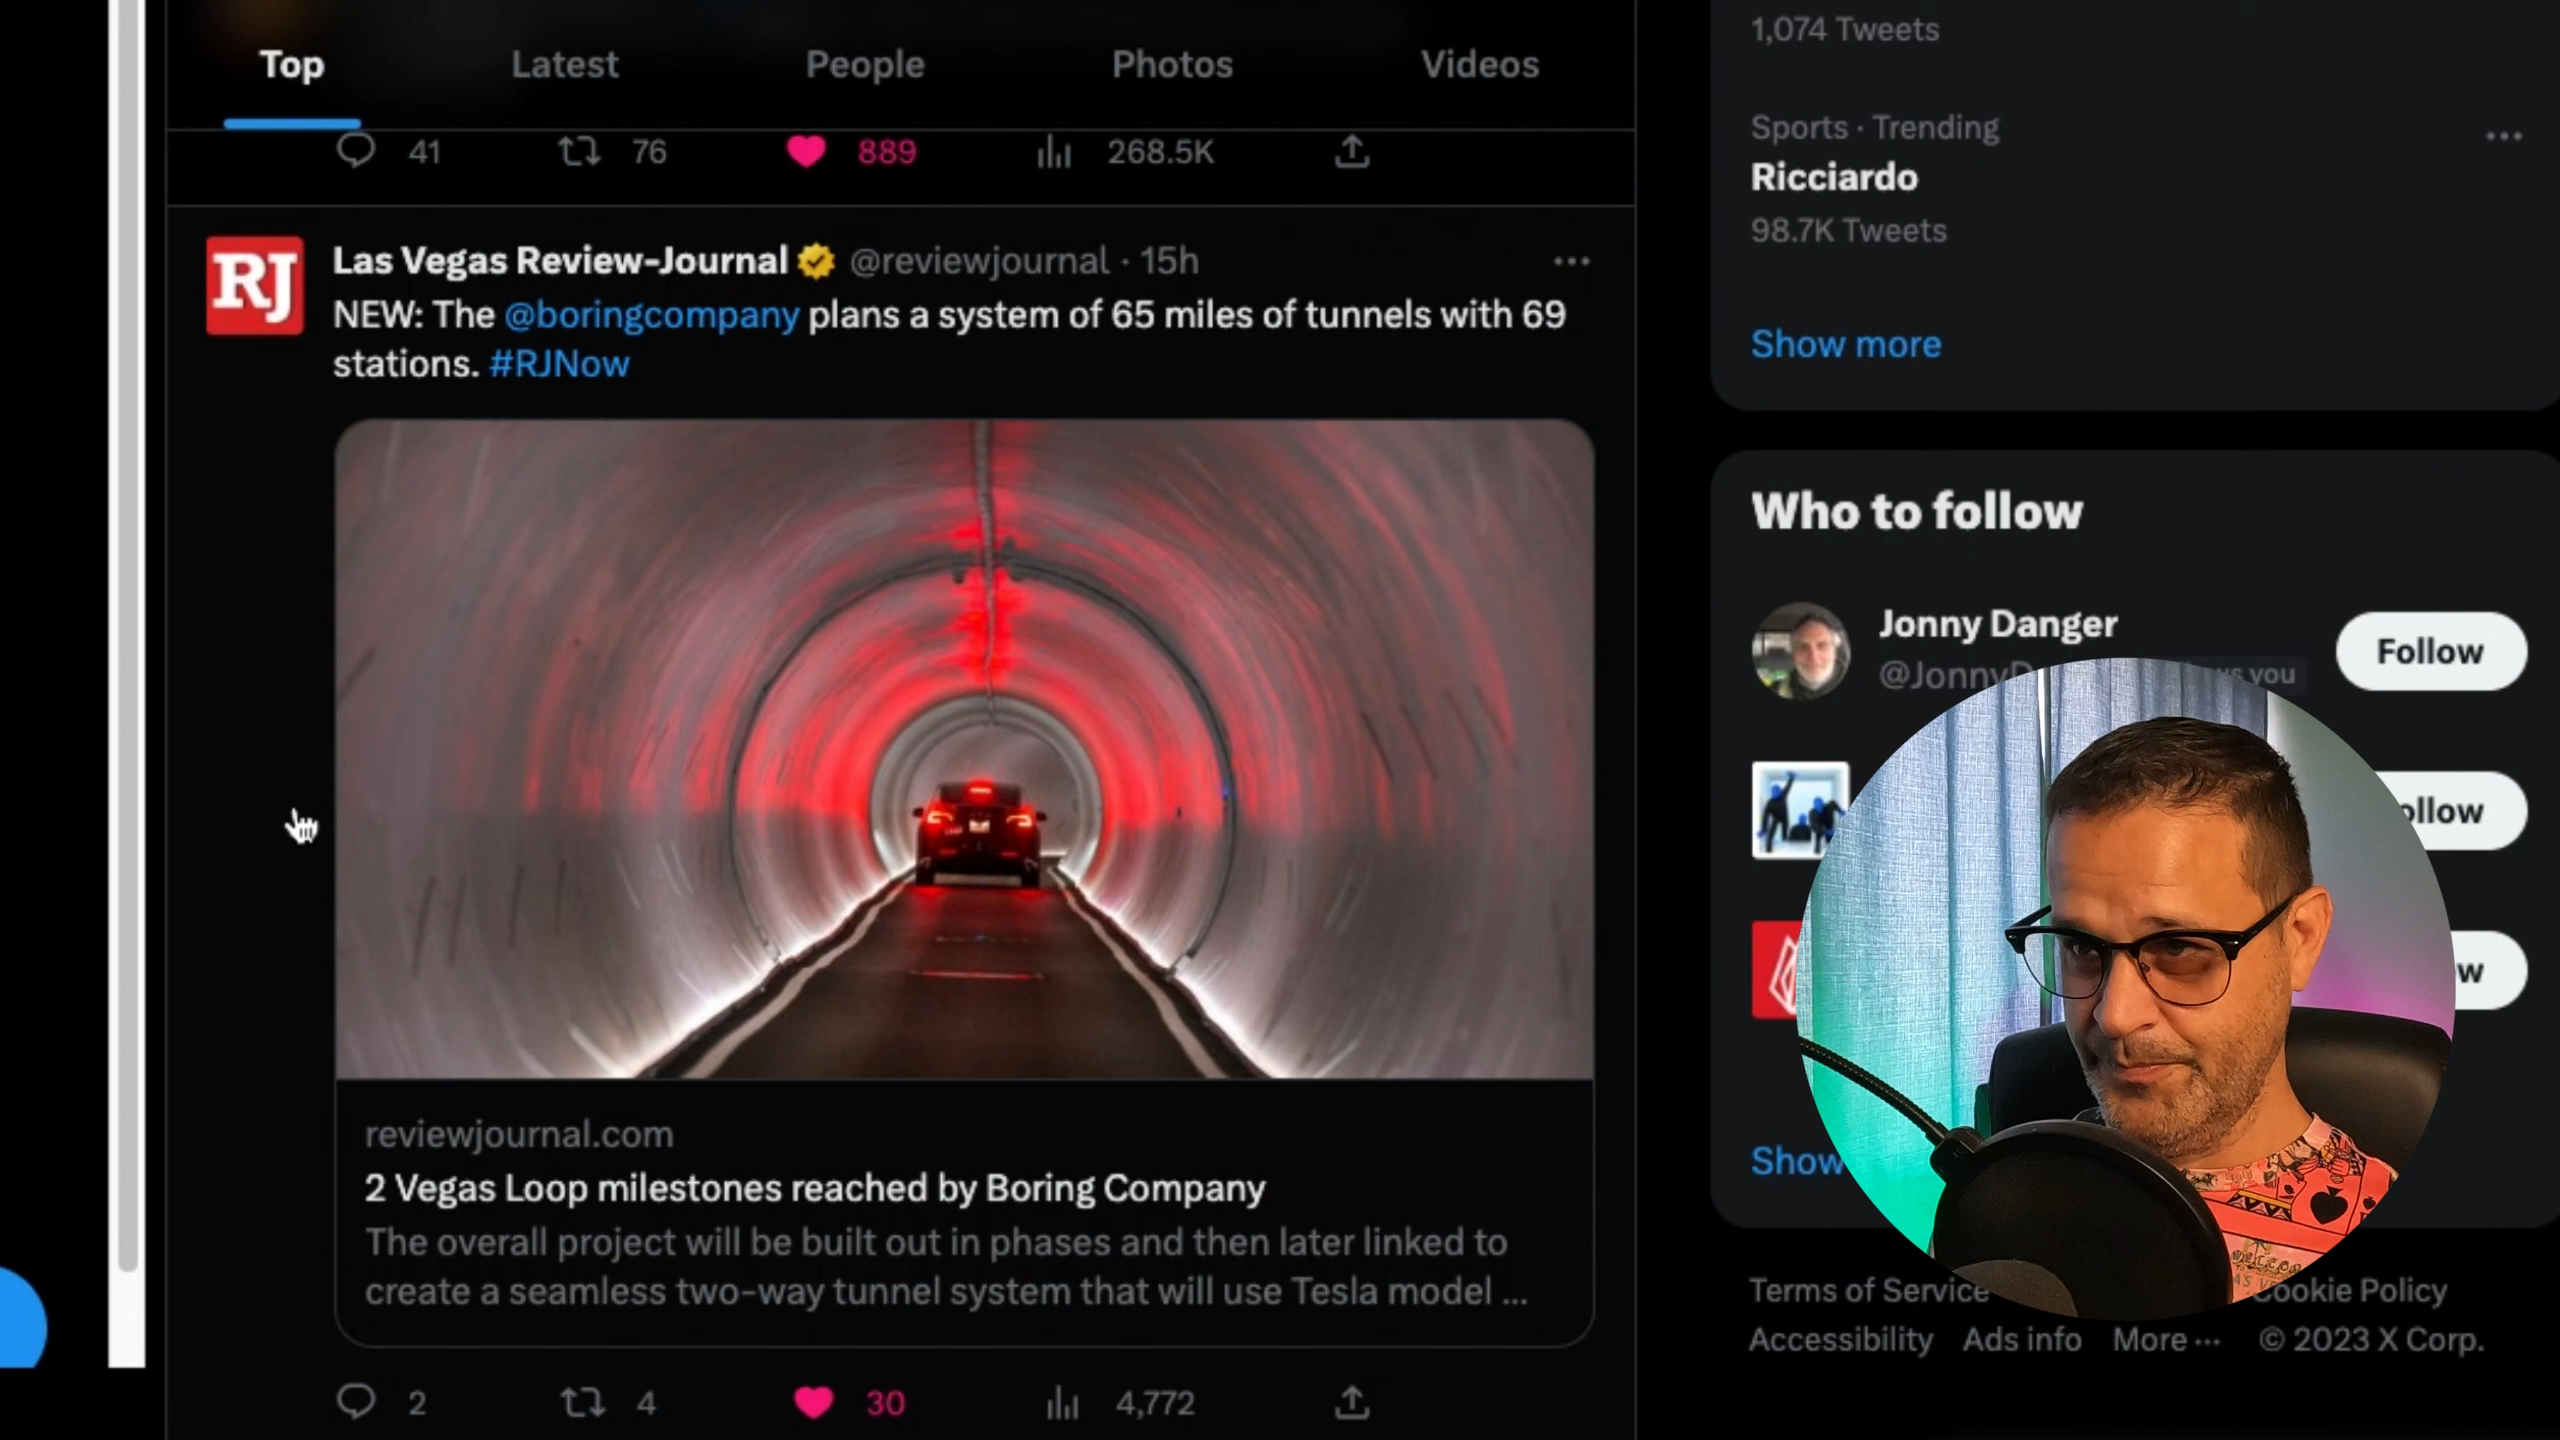 Top Latest People Photos Videos
41 76 889 268.5K
RJ
Las Vegas Review-Journal @reviewjournal · 15h
NEW: The @boringcompany plans a system of 65 miles of tunnels with 69
stations. #RJNow
reviewjournal.com
2 Vegas Loop milestones reached by Boring Company
The overall project will be built out in phases and then later linked to
create a seamless two-way tunnel system that will use Tesla model ...
2 4 30 4,772
1,074 Tweets
Sports · Trending
Ricciardo
98.7K Tweets
Show more
Who to follow
Jonny Danger
Follow
you
Show
Terms of Service Cookie Policy
Accessibility Ads info More ··· © 2023 X Corp.